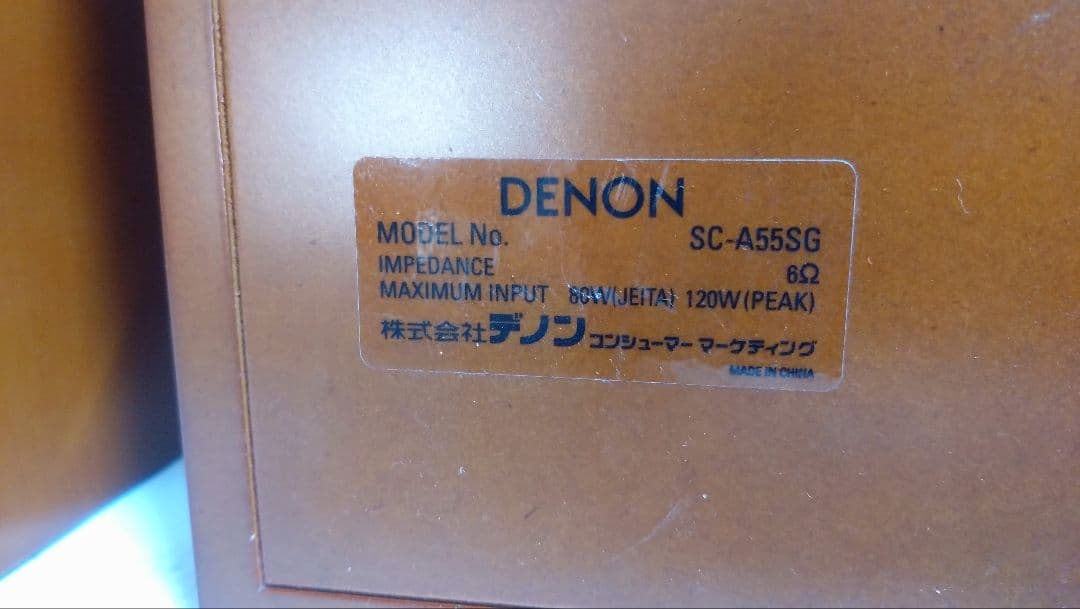 DENON
MODEL No. SC-A55SG
IMPEDANCE 6Ω
MAXIMUM INPUT 80W(JEITA) 120W(PEAK)
株式会社デノン コンシューマー マーケティング
MADE IN CHINA